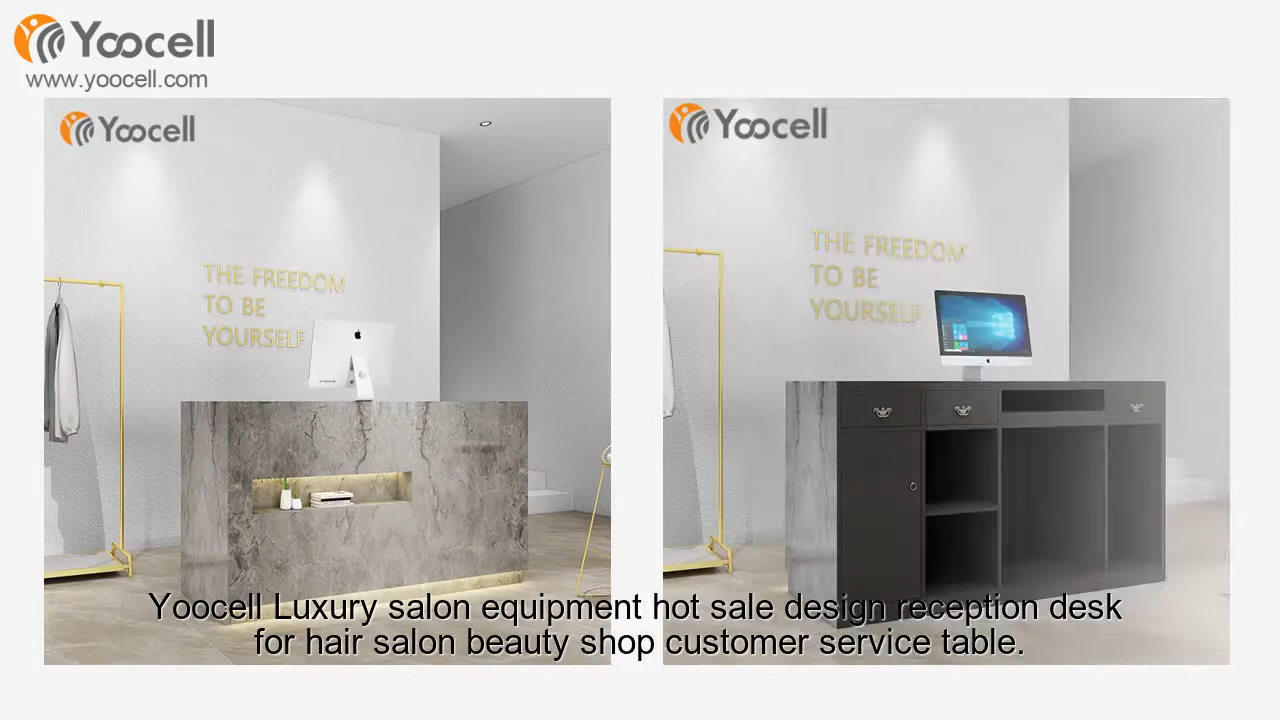 Yoocell
www.yoocell.com
Yoocell
THE FREEDOM
TO BE
YOURSELF
Yoocell
THE FREEDOM
TO BE
YOURSELF
Yoocell Luxury salon equipment hot sale design reception desk
for hair salon beauty shop customer service table.